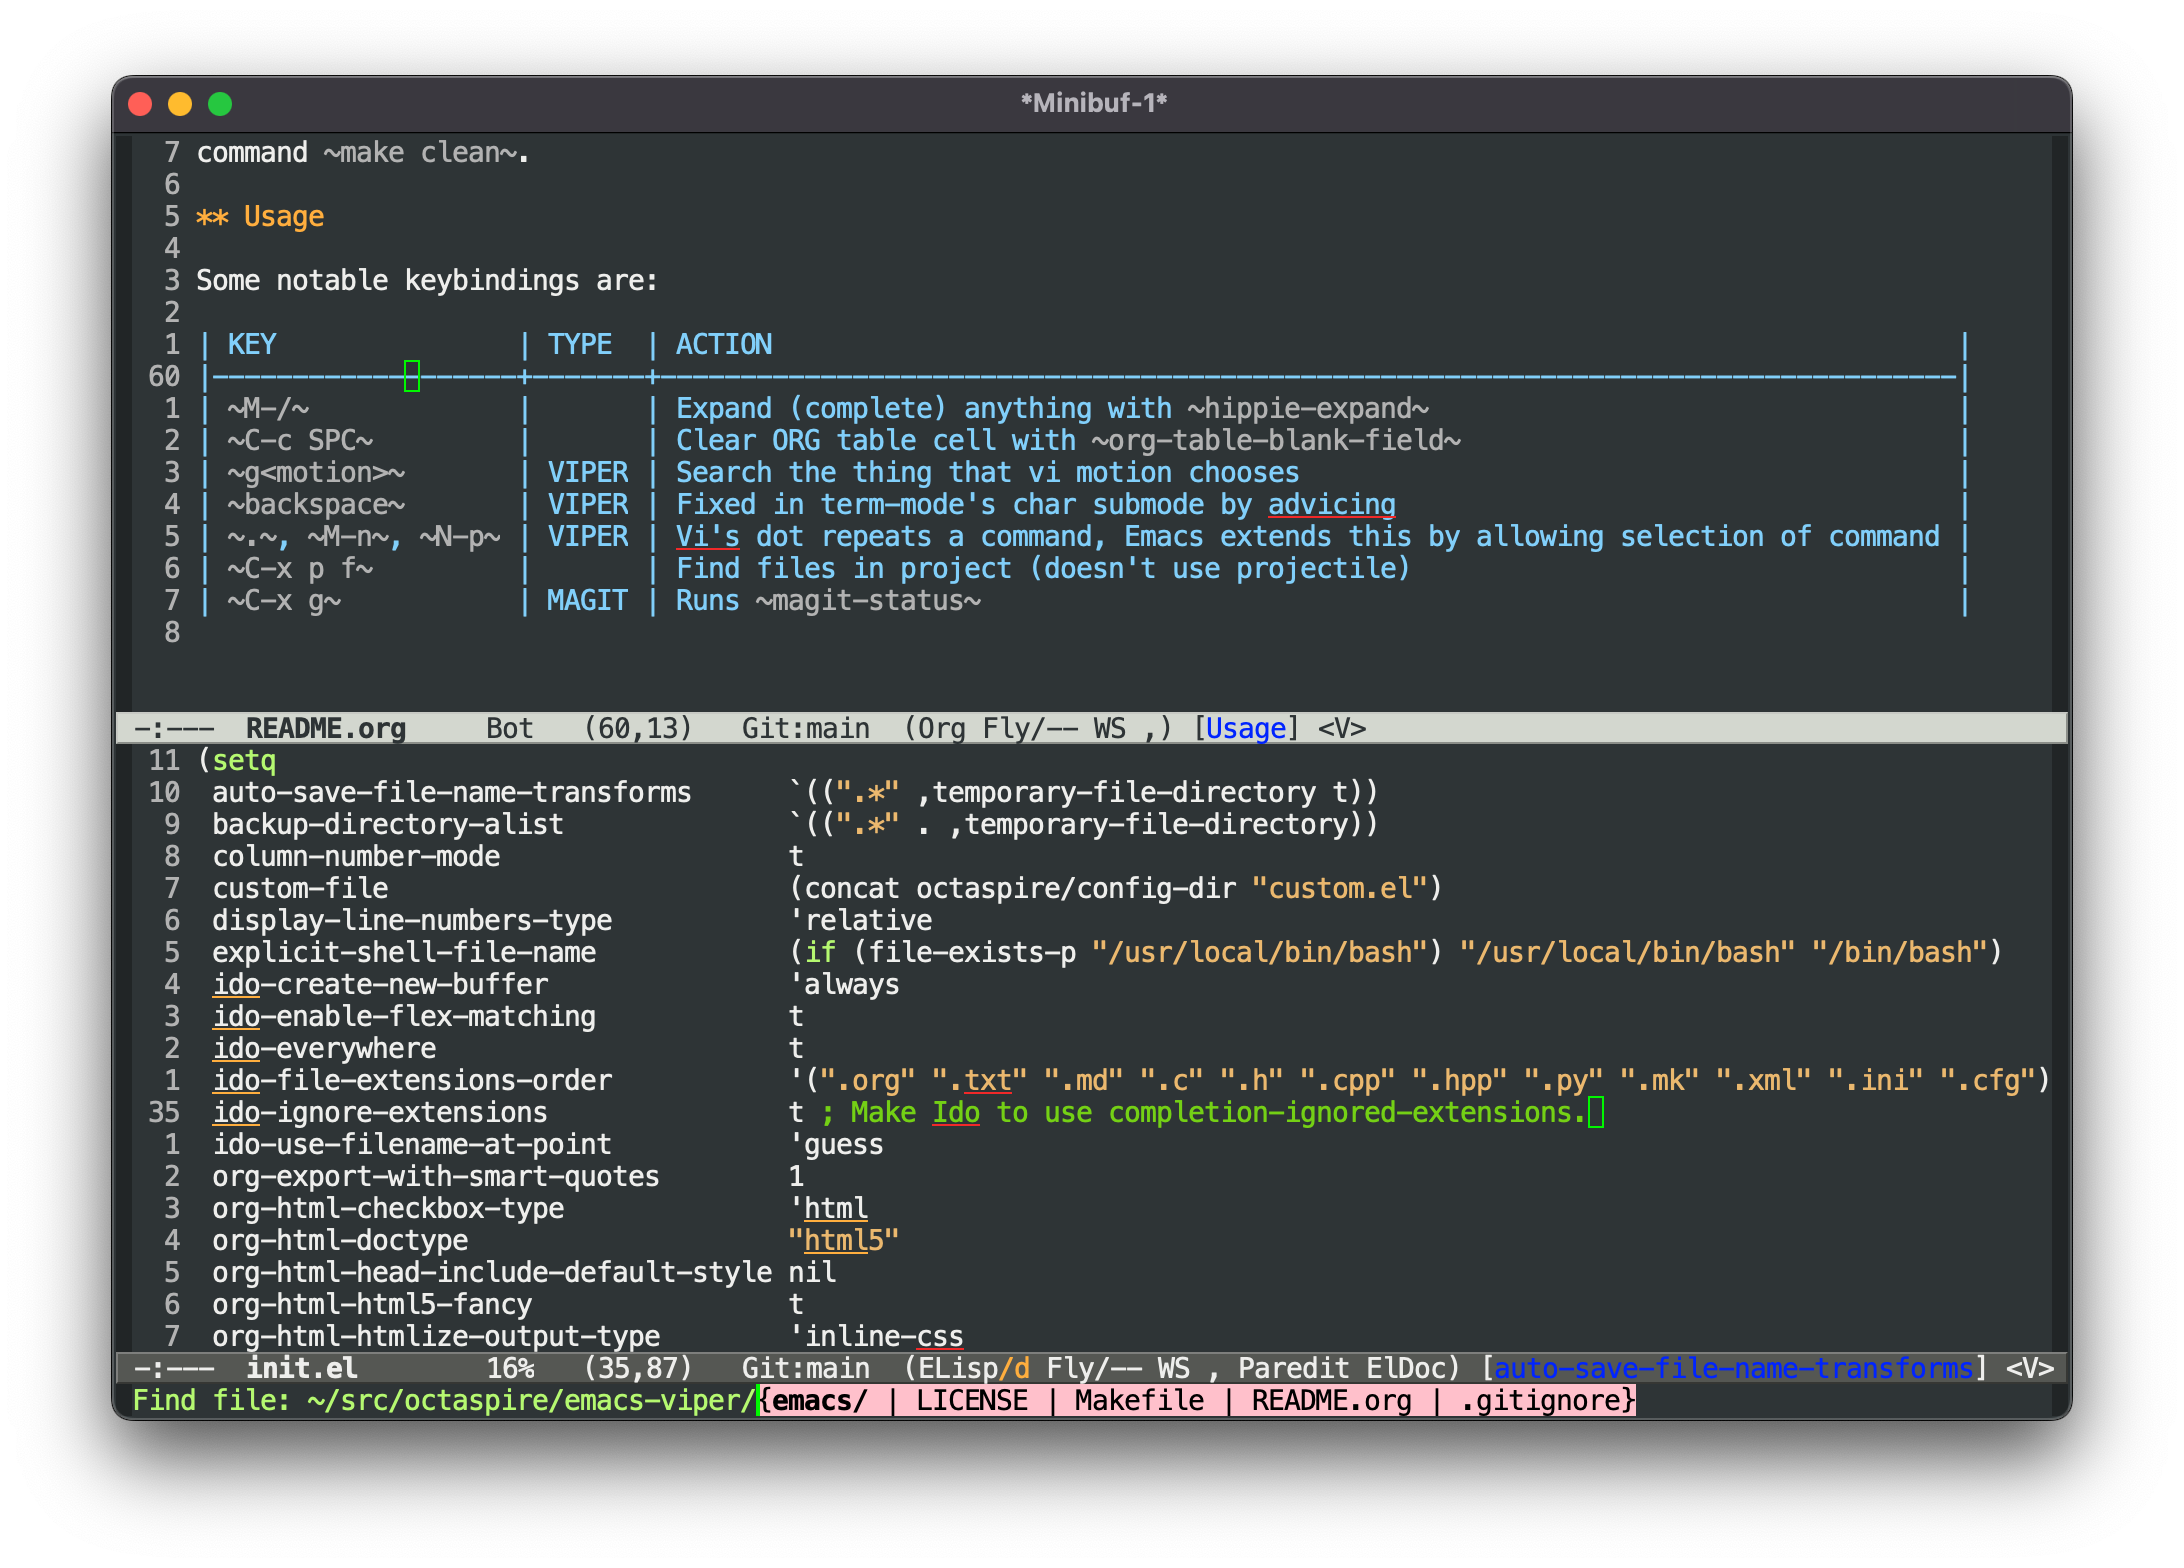 *Minibuf-1*
7 command ~make clean~.
6
5 ** Usage
4
3 Some notable keybindings are:
2
1 | KEY               | TYPE  | ACTION                                                                          |
60 |-------------------+-------+---------------------------------------------------------------------------------|
1 | ~M-/~             |       | Expand (complete) anything with ~hippie-expand~                                 |
2 | ~C-c SPC~         |       | Clear ORG table cell with ~org-table-blank-field~                               |
3 | ~g<motion>~       | VIPER | Search the thing that vi motion chooses                                         |
4 | ~backspace~       | VIPER | Fixed in term-mode's char submode by advicing                                   |
5 | ~.~, ~M-n~, ~N-p~ | VIPER | Vi's dot repeats a command, Emacs extends this by allowing selection of command |
6 | ~C-x p f~         |       | Find files in project (doesn't use projectile)                                  |
7 | ~C-x g~           | MAGIT | Runs ~magit-status~                                                             |
8
-:---  README.org     Bot   (60,13)   Git:main  (Org Fly/-- WS ,) [Usage] <V>
11 (setq
10  auto-save-file-name-transforms      `((".*" ,temporary-file-directory t))
9  backup-directory-alist              `((".*" . ,temporary-file-directory))
8  column-number-mode                  t
7  custom-file                         (concat octaspire/config-dir "custom.el")
6  display-line-numbers-type           'relative
5  explicit-shell-file-name            (if (file-exists-p "/usr/local/bin/bash") "/usr/local/bin/bash" "/bin/bash")
4  ido-create-new-buffer               'always
3  ido-enable-flex-matching            t
2  ido-everywhere                      t
1  ido-file-extensions-order           '(".org" ".txt" ".md" ".c" ".h" ".cpp" ".hpp" ".py" ".mk" ".xml" ".ini" ".cfg")
35  ido-ignore-extensions               t ; Make Ido to use completion-ignored-extensions.
1  ido-use-filename-at-point           'guess
2  org-export-with-smart-quotes        1
3  org-html-checkbox-type              'html
4  org-html-doctype                    "html5"
5  org-html-head-include-default-style nil
6  org-html-html5-fancy                t
7  org-html-htmlize-output-type        'inline-css
-:---  init.el        16%   (35,87)   Git:main  (ELisp/d Fly/-- WS , Paredit ElDoc) [auto-save-file-name-transforms] <V>
Find file: ~/src/octaspire/emacs-viper/{emacs/ | LICENSE | Makefile | README.org | .gitignore}